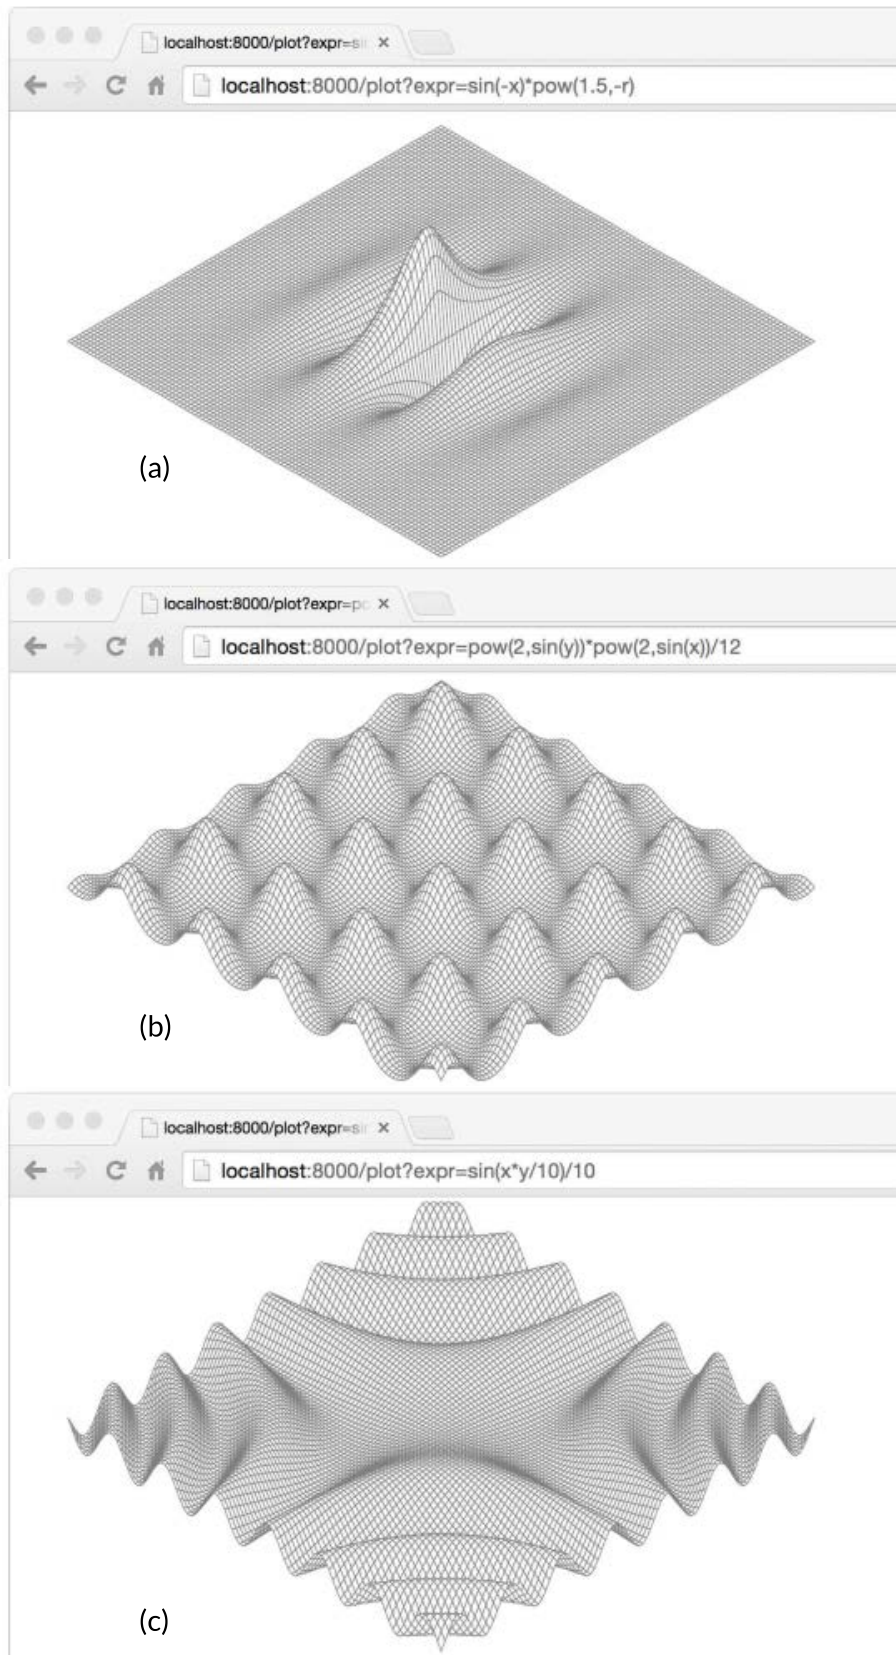 localhost:8000/plot?expr=si
localhost:8000/plot?expr=sin(-x)*pow(1.5,-r)
(a)
localhost:8000/plot?expr=po
localhost:8000/plot?expr=pow(2,sin(y))*pow(2,sin(x))/12
(b)
localhost:8000/plot?expr=sin
localhost:8000/plot?expr=sin(x*y/10)/10
(c)